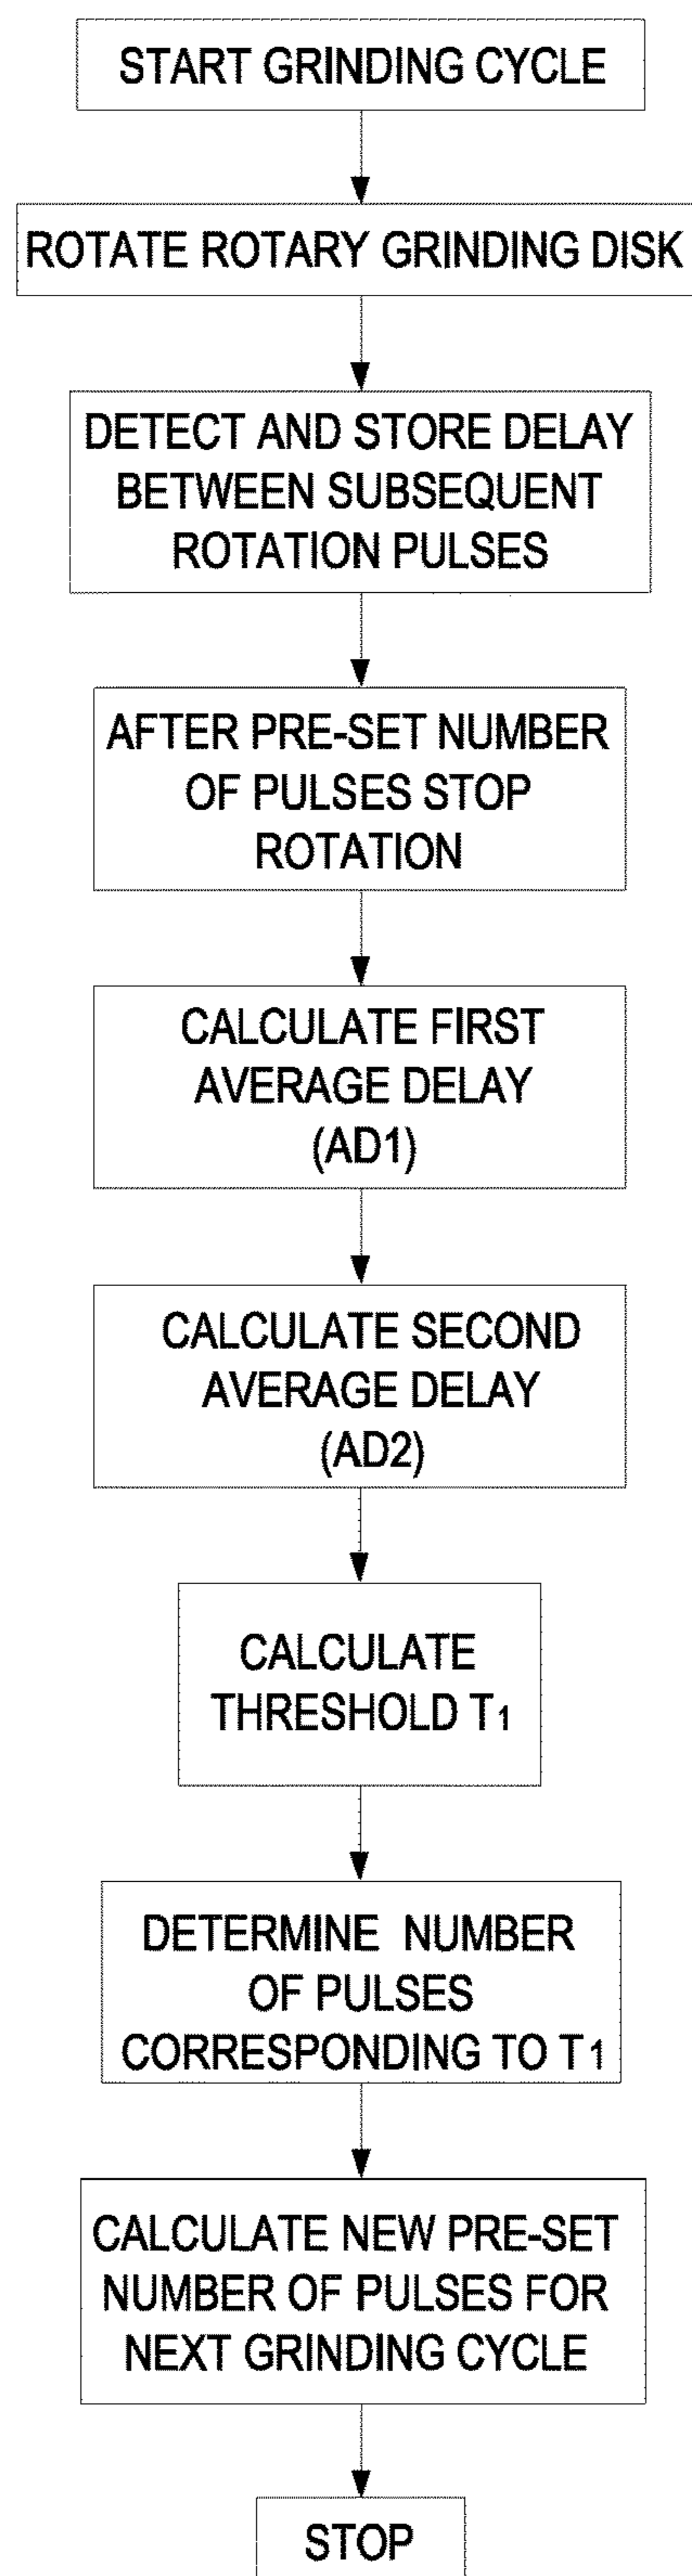 START GRINDING CYCLE
ROTATE ROTARY GRINDING DISK
DETECT AND STORE DELAY
BETWEEN SUBSEQUENT
ROTATION PULSES
AFTER PRE-SET NUMBER
OF PULSES STOP
ROTATION
CALCULATE FIRST
AVERAGE DELAY
(AD1)
CALCULATE SECOND
AVERAGE DELAY
(AD2)
CALCULATE
THRESHOLD T1
DETERMINE NUMBER
OF PULSES
CORRESPONDING TO T1
CALCULATE NEW PRE-SET
NUMBER OF PULSES FOR
NEXT GRINDING CYCLE
STOP